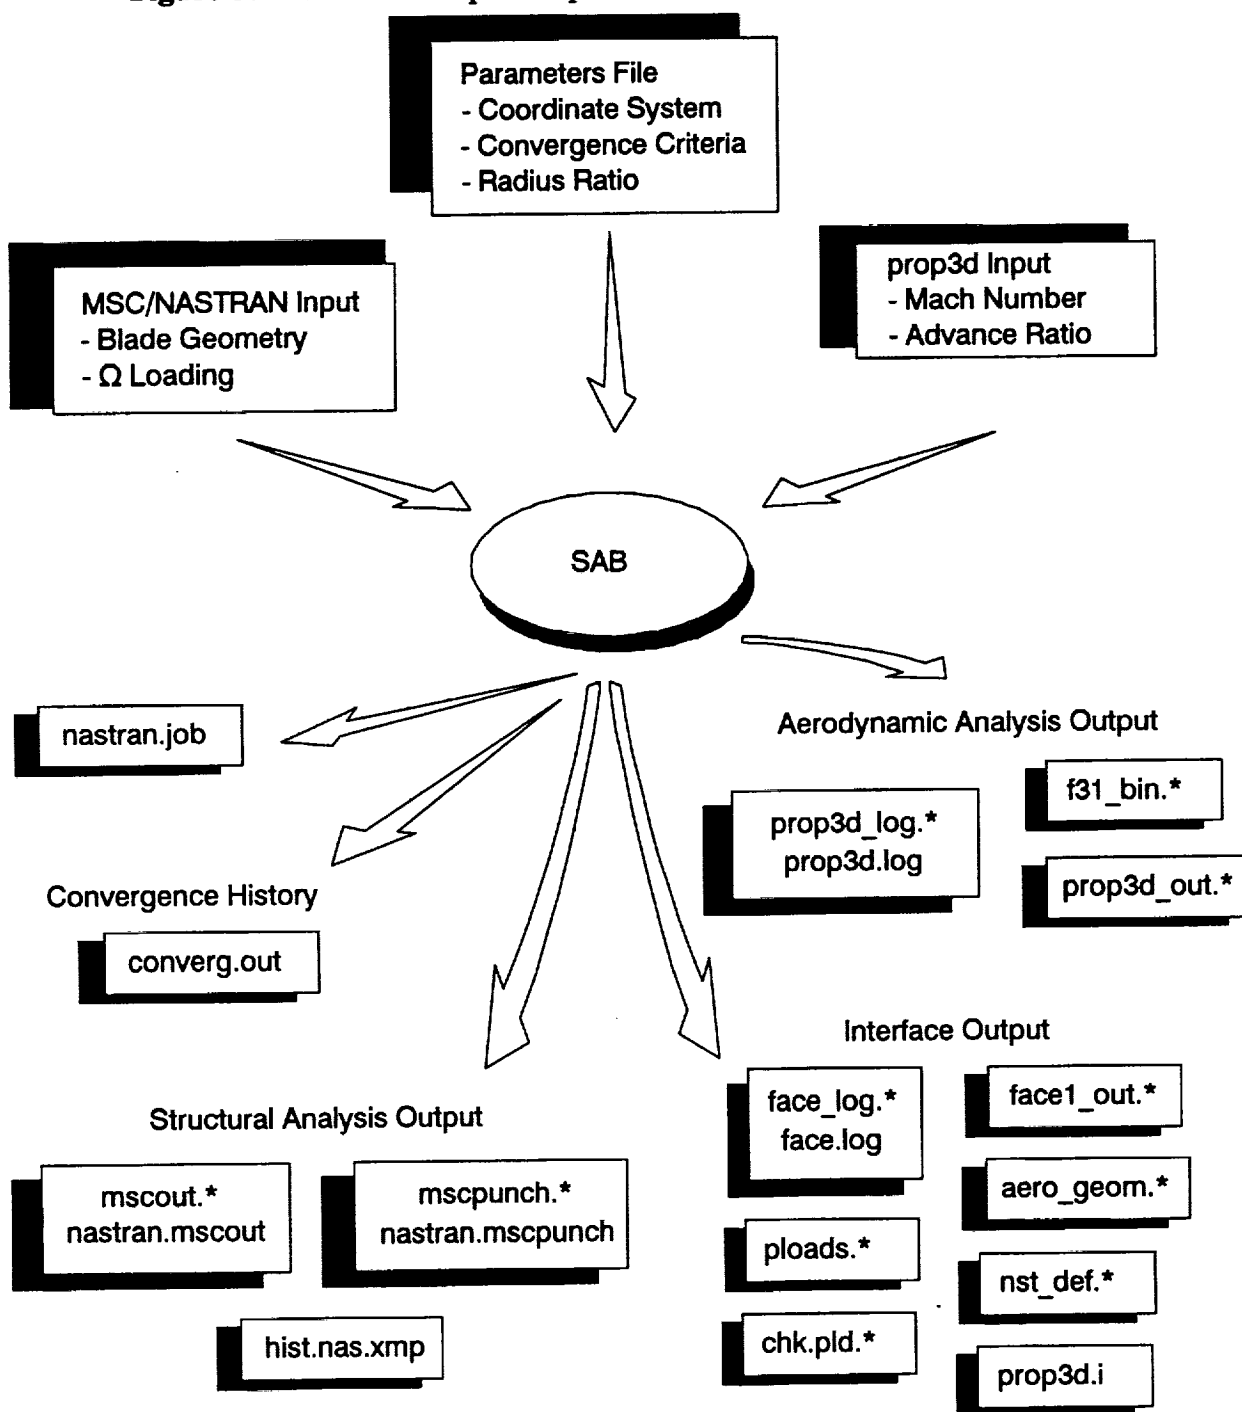 Parameters File
- Coordinate System
- Convergence Criteria
- Radius Ratio
MSC/NASTRAN Input
- Blade Geometry
- Ω Loading
prop3d Input
- Mach Number
- Advance Ratio
SAB
nastran.job
Convergence History
converg.out
Aerodynamic Analysis Output
prop3d_log.*
prop3d.log
f31_bin.*
prop3d_out.*
Structural Analysis Output
mscout.*
nastran.mscout
mscpunch.*
nastran.mscpunch
hist.nas.xmp
Interface Output
face_log.*
face.log
face1_out.*
aero_geom.*
ploads.*
nst_def.*
chk.pld.*
prop3d.i